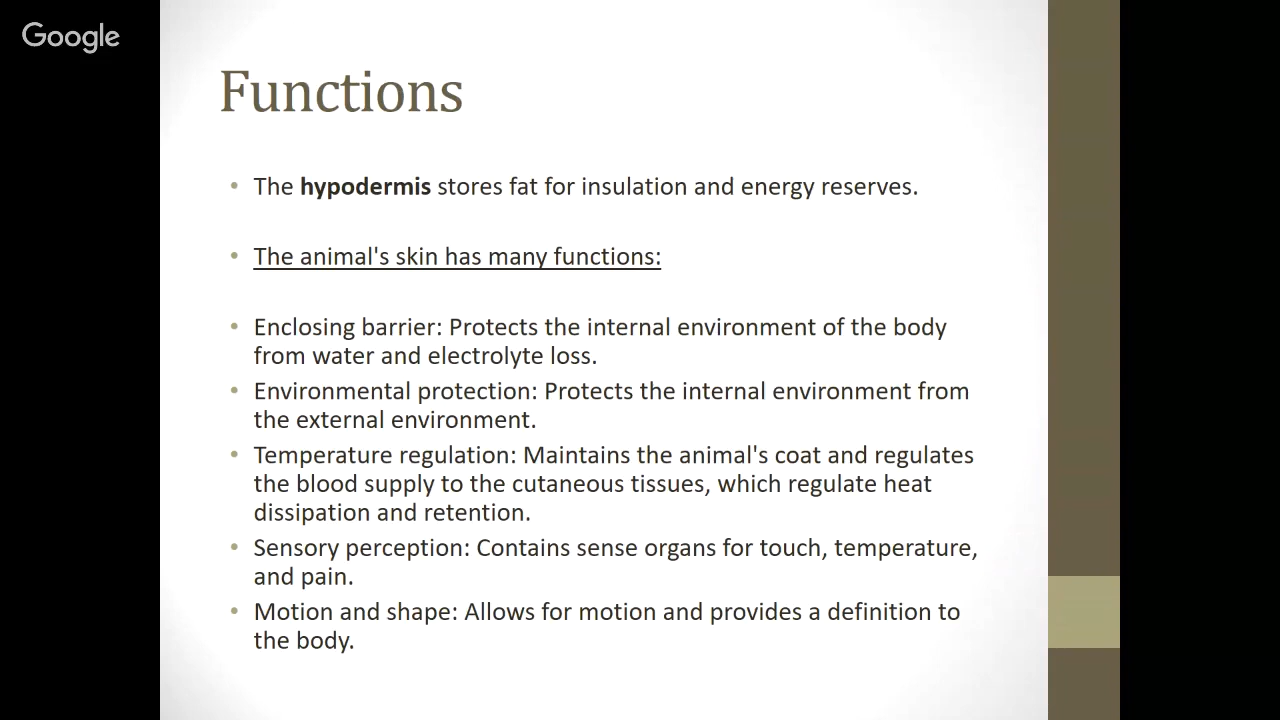 Google
Functions
• The hypodermis stores fat for insulation and energy reserves.
• The animal's skin has many functions:
• Enclosing barrier: Protects the internal environment of the body
from water and electrolyte loss.
• Environmental protection: Protects the internal environment from
the external environment.
• Temperature regulation: Maintains the animal's coat and regulates
the blood supply to the cutaneous tissues, which regulate heat
dissipation and retention.
• Sensory perception: Contains sense organs for touch, temperature,
and pain.
• Motion and shape: Allows for motion and provides a definition to
the body.